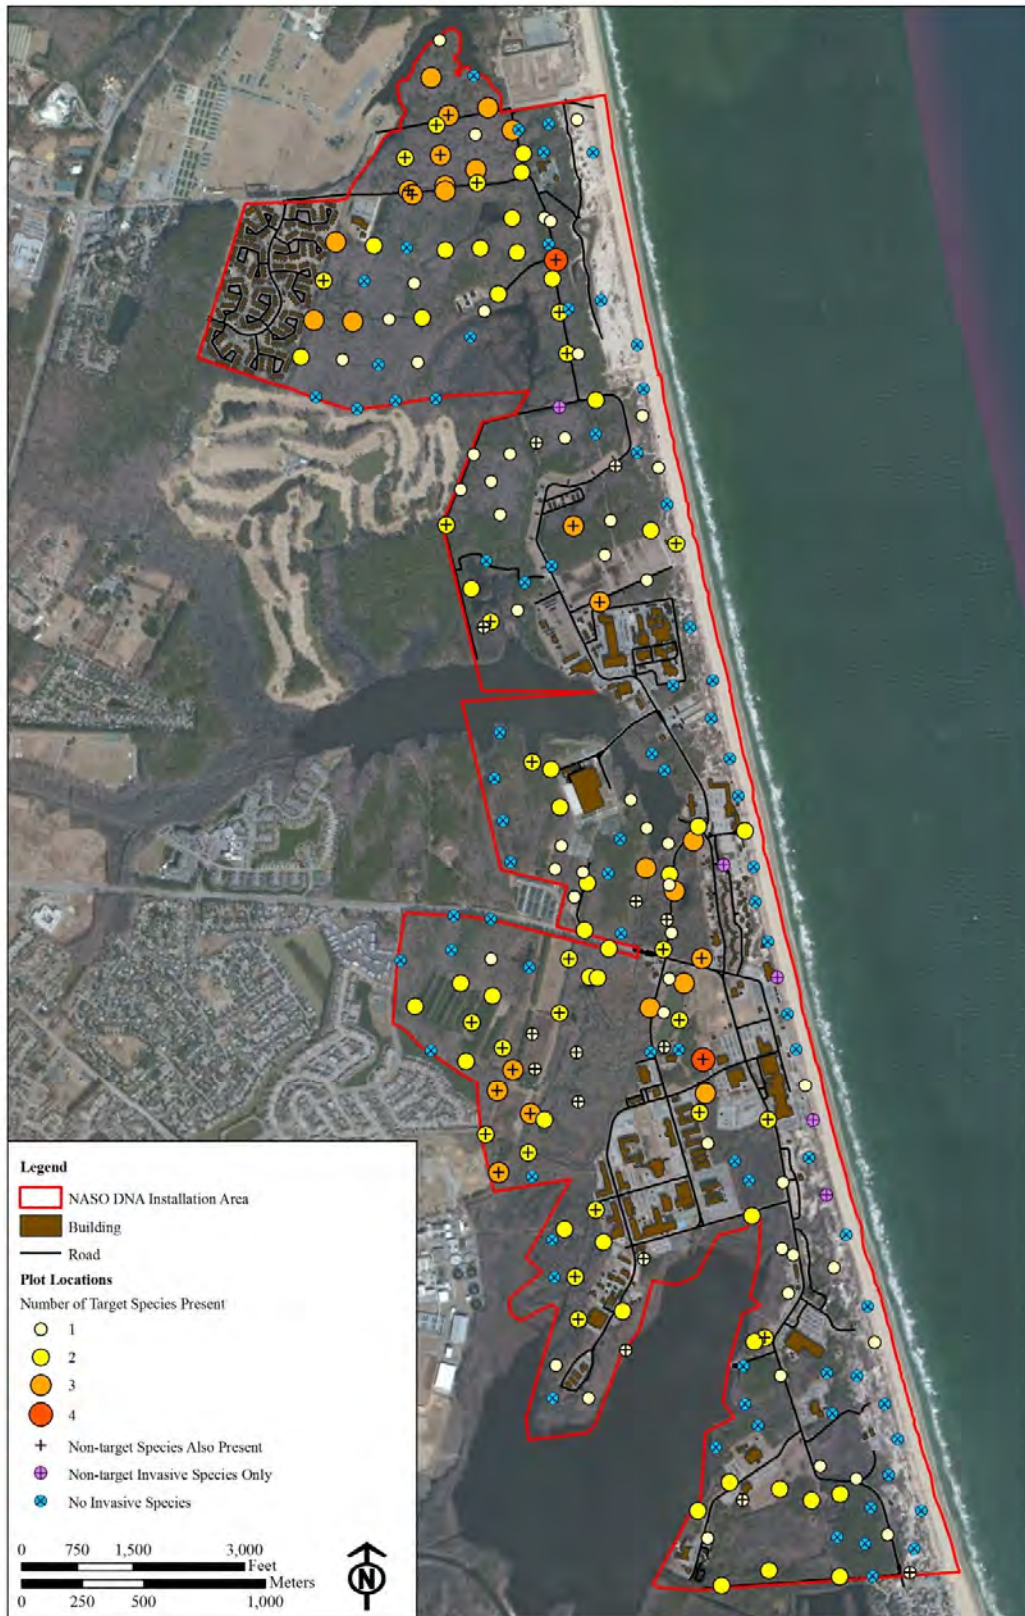 Legend
NASO DNA Installation Area
Building
Road
Plot Locations
Number of Target Species Present
1
2
3
4
Non-target Species Also Present
Non-target Invasive Species Only
No Invasive Species
0 750 1,500 3,000
Feet
Meters
0 250 500 1,000
N